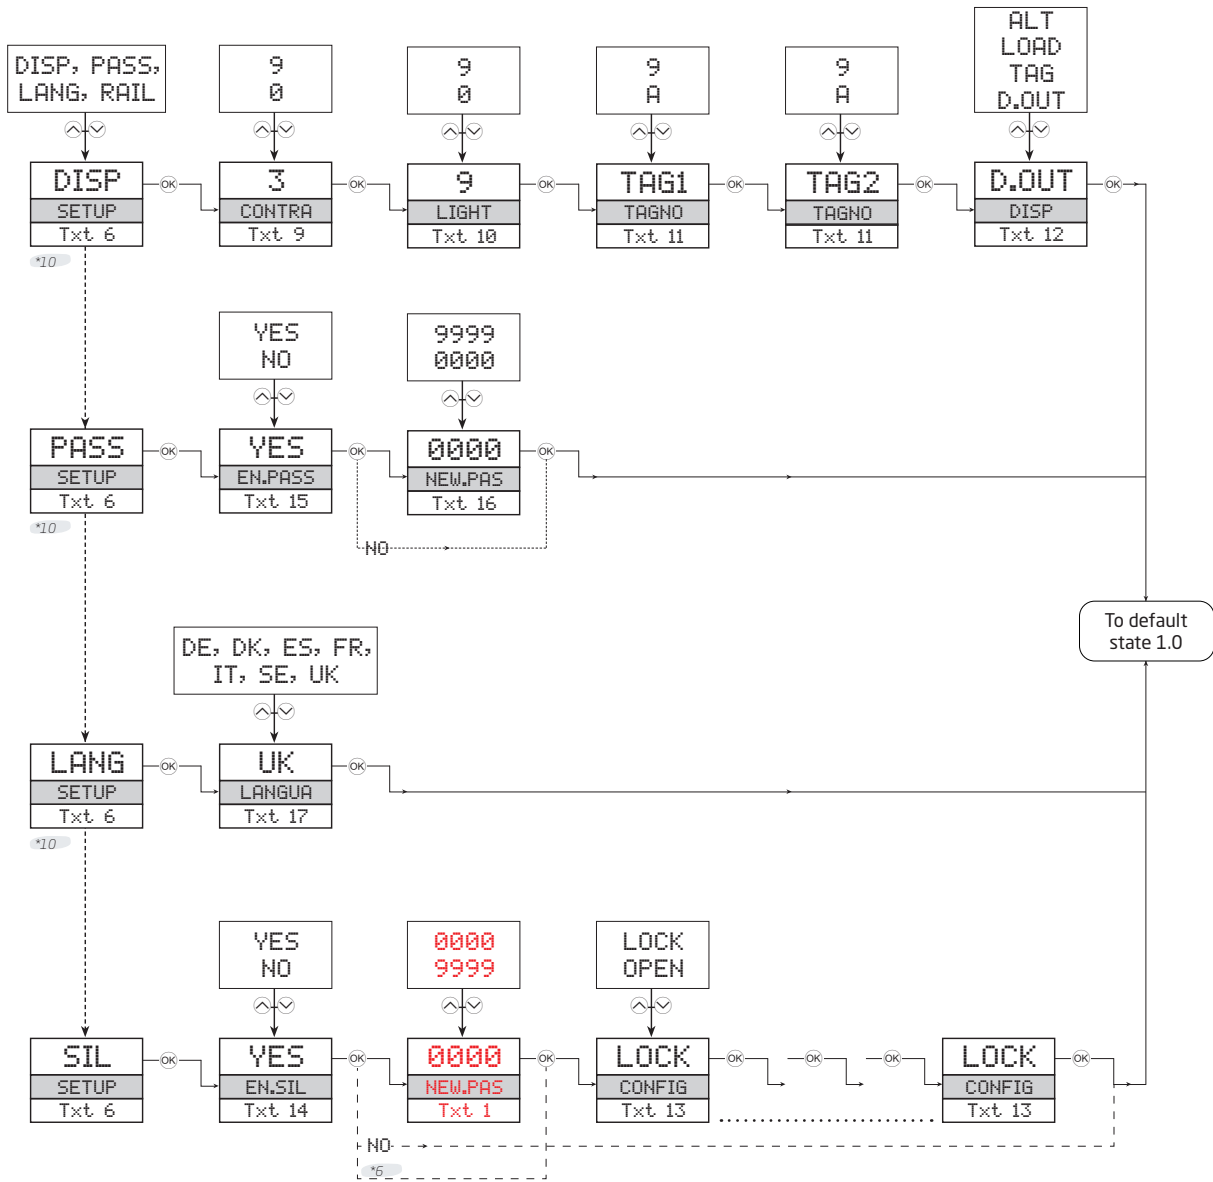 DISP, PASS,
LANG, RAIL
9
0
9
0
9
A
9
A
ALT
LOAD
TAG
D.OUT
DISP
SETUP
Txt 6
OK
3
CONTRA
Txt 9
OK
9
LIGHT
Txt 10
OK
TAG1
TAGNO
Txt 11
OK
TAG2
TAGNO
Txt 11
OK
D.OUT
DISP
Txt 12
OK
*10
YES
NO
9999
0000
PASS
SETUP
Txt 6
OK
YES
EN.PASS
Txt 15
OK
0000
NEW.PAS
Txt 16
OK
*10
NO
To default
state 1.0
DE, DK, ES, FR,
IT, SE, UK
LANG
SETUP
Txt 6
OK
UK
LANGUA
Txt 17
OK
*10
YES
NO
0000
9999
LOCK
OPEN
SIL
SETUP
Txt 6
OK
YES
EN.SIL
Txt 14
OK
0000
NEW.PAS
Txt 1
OK
LOCK
CONFIG
Txt 13
OK
OK
OK
LOCK
CONFIG
Txt 13
OK
NO
*6